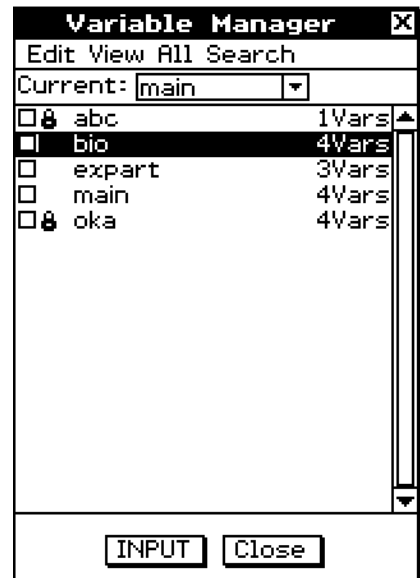 Variable Manager
Edit View All Search
Current: main
abc 1Vars
bio 4Vars
expart 3Vars
main 4Vars
oka 4Vars
INPUT Close